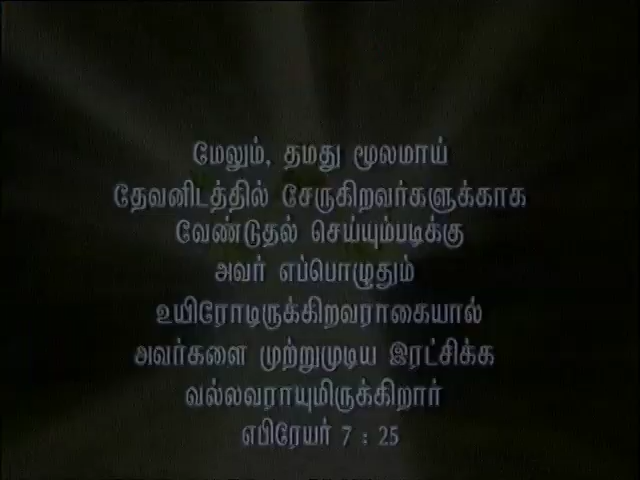 மேலும், தமது மூலமாய்
தேவனிடத்தில் சேருகிறவர்களுக்காக
வேண்டுதல் செய்யும்படிக்கு
அவர் எப்பொழுதும்
உயிரோடிருக்கிறவராகையால்
அவர்களை முற்றுமுடிய இரட்சிக்க
வல்லவராயுமிருக்கிறார்
எபிரேயர் 7 : 25